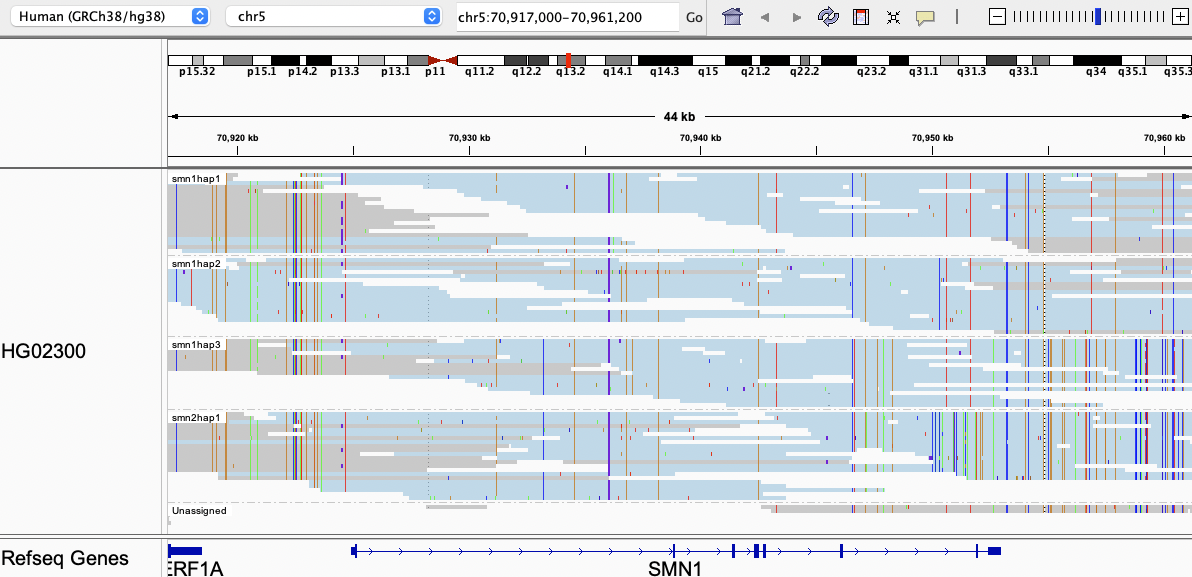 Human (GRCh38/hg38) chr5 chr5:70,917,000-70,961,200 Go
p15.32 p15.1 p14.2 p13.3 p13.1 p11 q11.2 q12.2 q13.2 q14.1 q14.3 q15 q21.2 q22.2 q23.2 q31.1 q31.3 q33.1 q34 q35.1 q35.3
44 kb
70,920 kb 70,930 kb 70,940 kb 70,950 kb 70,960 kb
smn1hap1
smn1hap2
smn1hap3
HG02300
smn2hap1
Unassigned
Refseq Genes
ERF1A SMN1